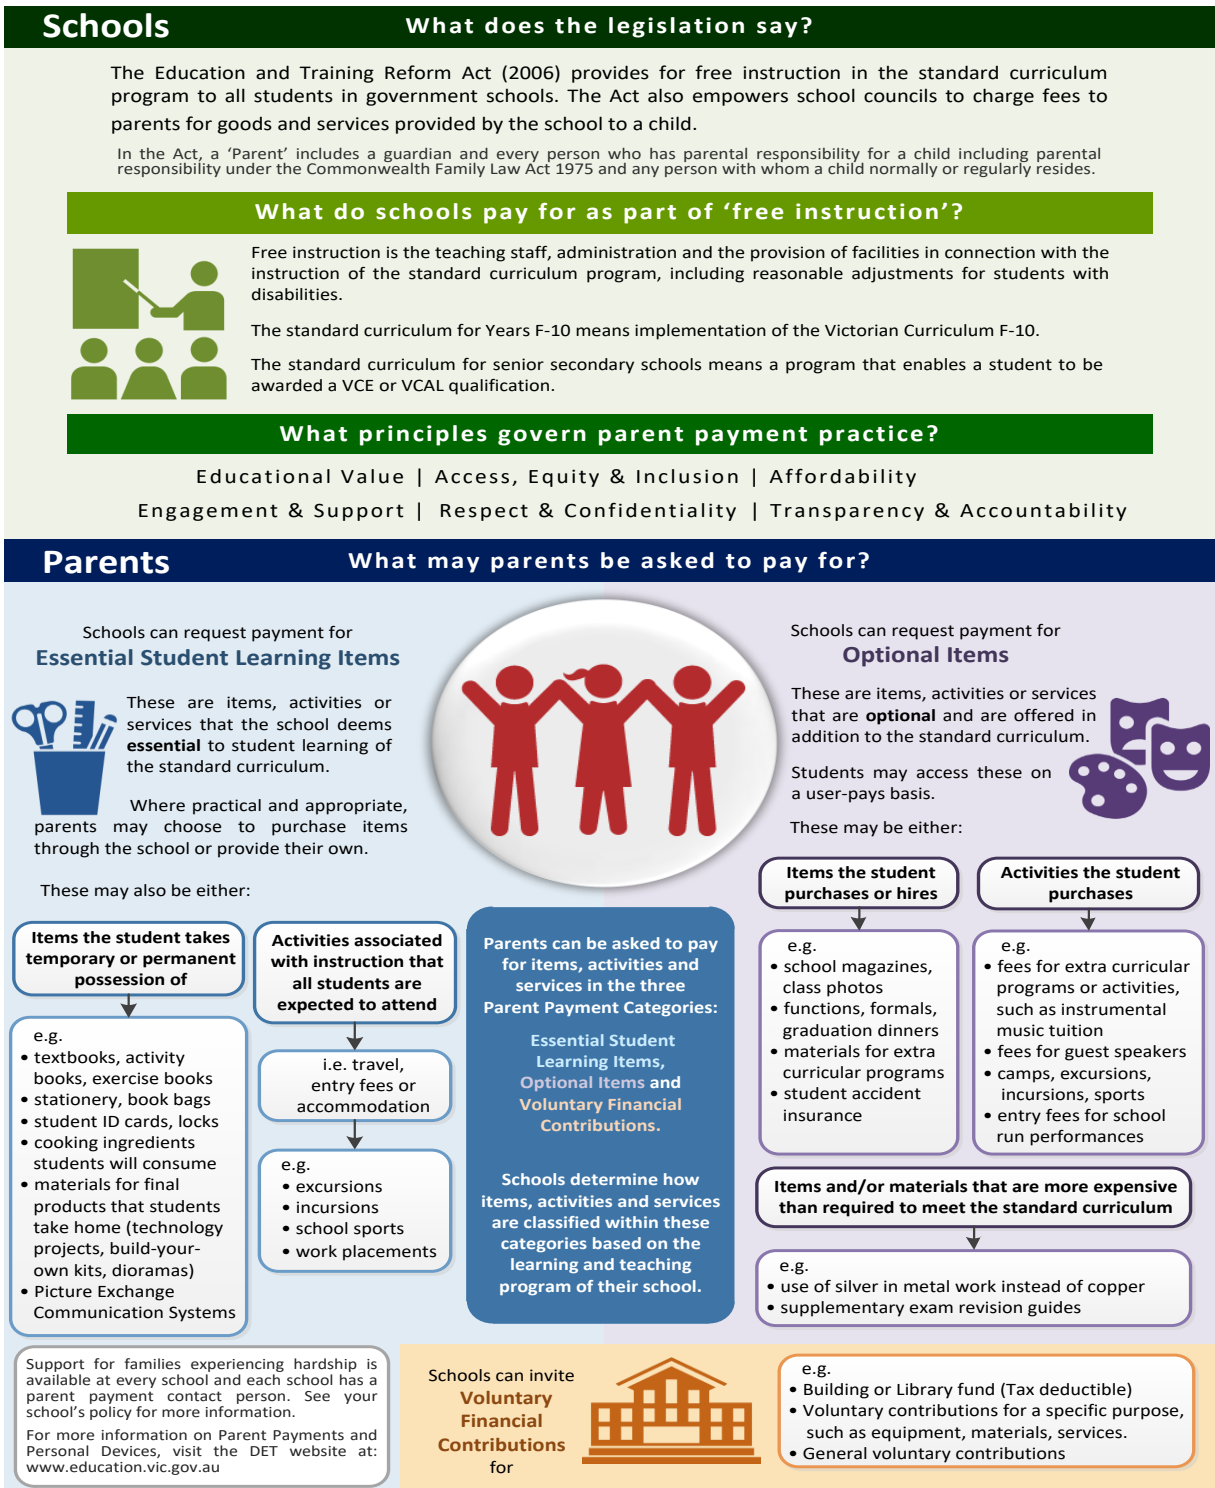 Schools
What does the legislation say?
The Education and Training Reform Act (2006) provides for free instruction in the standard curriculum
program to all students in government schools. The Act also empowers school councils to charge fees to
parents for goods and services provided by the school to a child.
In the Act, a ‘Parent’ includes a guardian and every person who has parental responsibility for a child including parental
responsibility under the Commonwealth Family Law Act 1975 and any person with whom a child normally or regularly resides.
What do schools pay for as part of ‘free instruction’?
Free instruction is the teaching staff, administration and the provision of facilities in connection with the
instruction of the standard curriculum program, including reasonable adjustments for students with
disabilities.
The standard curriculum for Years F-10 means implementation of the Victorian Curriculum F-10.
The standard curriculum for senior secondary schools means a program that enables a student to be
awarded a VCE or VCAL qualification.
What principles govern parent payment practice?
Educational Value | Access, Equity & Inclusion | Affordability
Engagement & Support | Respect & Confidentiality | Transparency & Accountability
Parents
What may parents be asked to pay for?
Schools can request payment for
Essential Student Learning Items
These are items, activities or
services that the school deems
essential to student learning of
the standard curriculum.
Where practical and appropriate,
parents may choose to purchase items
through the school or provide their own.
These may also be either:
Items the student takes
temporary or permanent
possession of
e.g.
• textbooks, activity
books, exercise books
• stationery, book bags
• student ID cards, locks
• cooking ingredients
students will consume
• materials for final
products that students
take home (technology
projects, build-your-
own kits, dioramas)
• Picture Exchange
Communication Systems
Activities associated
with instruction that
all students are
expected to attend
i.e. travel,
entry fees or
accommodation
e.g.
• excursions
• incursions
• school sports
• work placements
Parents can be asked to pay
for items, activities and
services in the three
Parent Payment Categories:
Essential Student
Learning Items,
Optional Items and
Voluntary Financial
Contributions.
Schools determine how
items, activities and services
are classified within these
categories based on the
learning and teaching
program of their school.
Schools can request payment for
Optional Items
These are items, activities or services
that are optional and are offered in
addition to the standard curriculum.
Students may access these on
a user-pays basis.
These may be either:
Items the student
purchases or hires
e.g.
• school magazines,
class photos
• functions, formals,
graduation dinners
• materials for extra
curricular programs
• student accident
insurance
Activities the student
purchases
e.g.
• fees for extra curricular
programs or activities,
such as instrumental
music tuition
• fees for guest speakers
• camps, excursions,
incursions, sports
• entry fees for school
run performances
Items and/or materials that are more expensive
than required to meet the standard curriculum
e.g.
• use of silver in metal work instead of copper
• supplementary exam revision guides
Support for families experiencing hardship is
available at every school and each school has a
parent payment contact person. See your
school’s policy for more information.
For more information on Parent Payments and
Personal Devices, visit the DET website at:
www.education.vic.gov.au
Schools can invite
Voluntary
Financial
Contributions
for
e.g.
• Building or Library fund (Tax deductible)
• Voluntary contributions for a specific purpose,
such as equipment, materials, services.
• General voluntary contributions